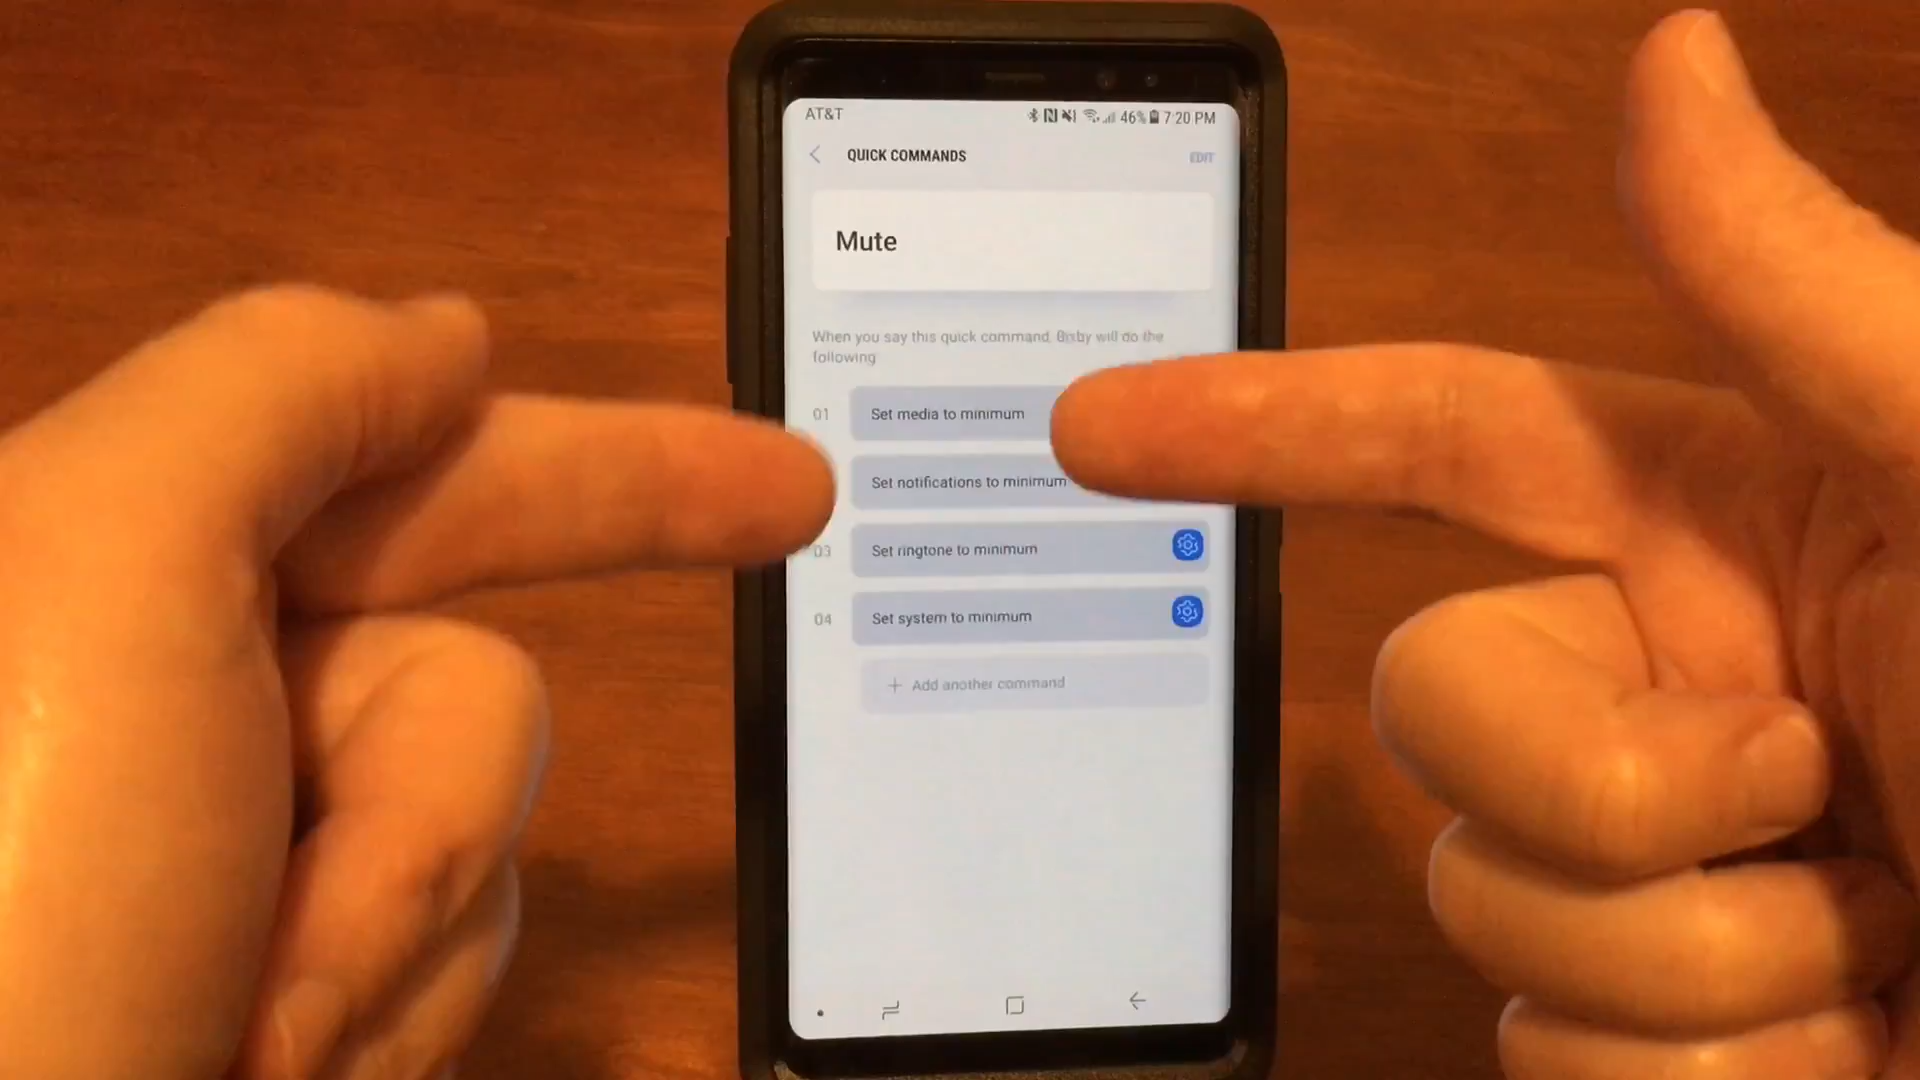 AT&T 46% 7:20 PM
QUICK COMMANDS EDIT
Mute
When you say this quick command, Bixby will do the
following
01 Set media to minimum
Set notifications to minimum
03 Set ringtone to minimum
04 Set system to minimum
+ Add another command